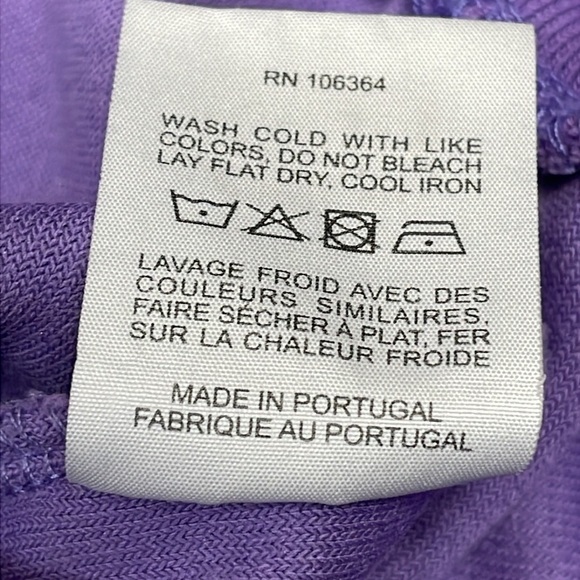 RN 106364
WASH COLD WITH LIKE
COLORS, DO NOT BLEACH
LAY FLAT DRY, COOL IRON
LAVAGE FROID AVEC DES
COULEURS SIMILAIRES,
FAIRE SÉCHER À PLAT, FER
SUR LA CHALEUR FROIDE
MADE IN PORTUGAL
FABRIQUE AU PORTUGAL